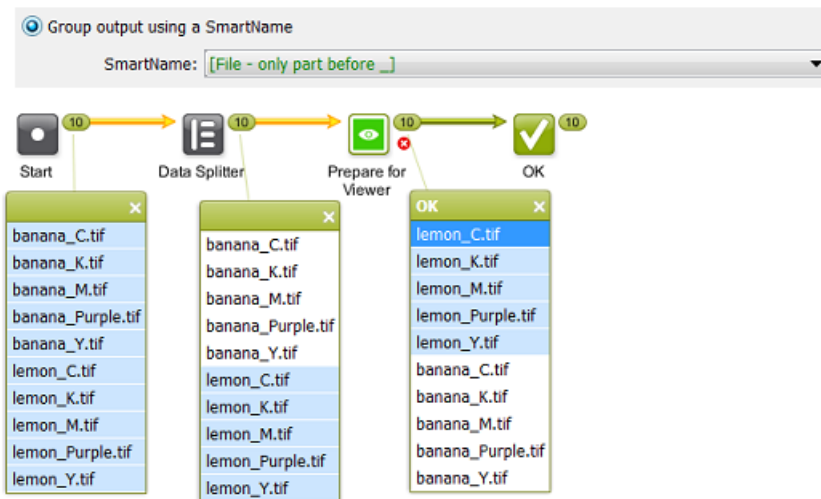 Group output using a SmartName
SmartName: [File - only part before _]
10
10
10
10
Start
Data Splitter
Prepare for
Viewer
OK
banana_C.tif
banana_K.tif
banana_M.tif
banana_Purple.tif
banana_Y.tif
lemon_C.tif
lemon_K.tif
lemon_M.tif
lemon_Purple.tif
lemon_Y.tif
banana_C.tif
banana_K.tif
banana_M.tif
banana_Purple.tif
banana_Y.tif
lemon_C.tif
lemon_K.tif
lemon_M.tif
lemon_Purple.tif
lemon_Y.tif
OK
lemon_C.tif
lemon_K.tif
lemon_M.tif
lemon_Purple.tif
lemon_Y.tif
banana_C.tif
banana_K.tif
banana_M.tif
banana_Purple.tif
banana_Y.tif